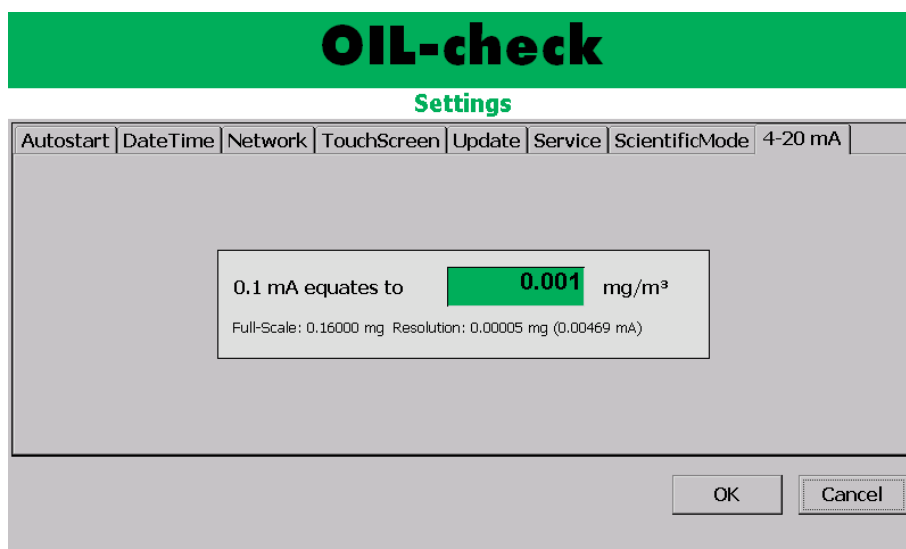 OIL-check
Settings
Autostart DateTime Network TouchScreen Update Service ScientificMode 4-20 mA
0.1 mA equates to 0.001 mg/m³
Full-Scale: 0.16000 mg Resolution: 0.00005 mg (0.00469 mA)
OK Cancel